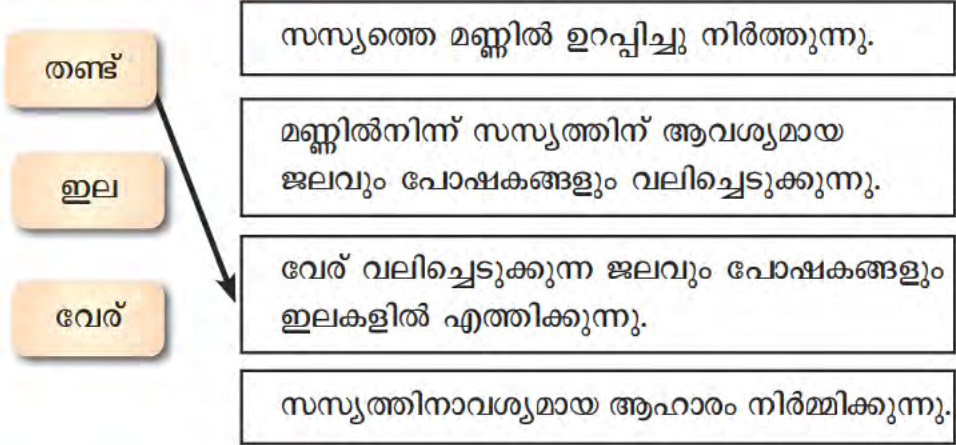 തണ്ട്
ഇല
വേര്
സസ്യത്തെ മണ്ണിൽ ഉറപ്പിച്ചു നിർത്തുന്നു.
മണ്ണിൽനിന്ന് സസ്യത്തിന് ആവശ്യമായ
ജലവും പോഷകങ്ങളും വലിച്ചെടുക്കുന്നു.
വേര് വലിച്ചെടുക്കുന്ന ജലവും പോഷകങ്ങളും
ഇലകളിൽ എത്തിക്കുന്നു.
സസ്യത്തിനാവശ്യമായ ആഹാരം നിർമ്മിക്കുന്നു.